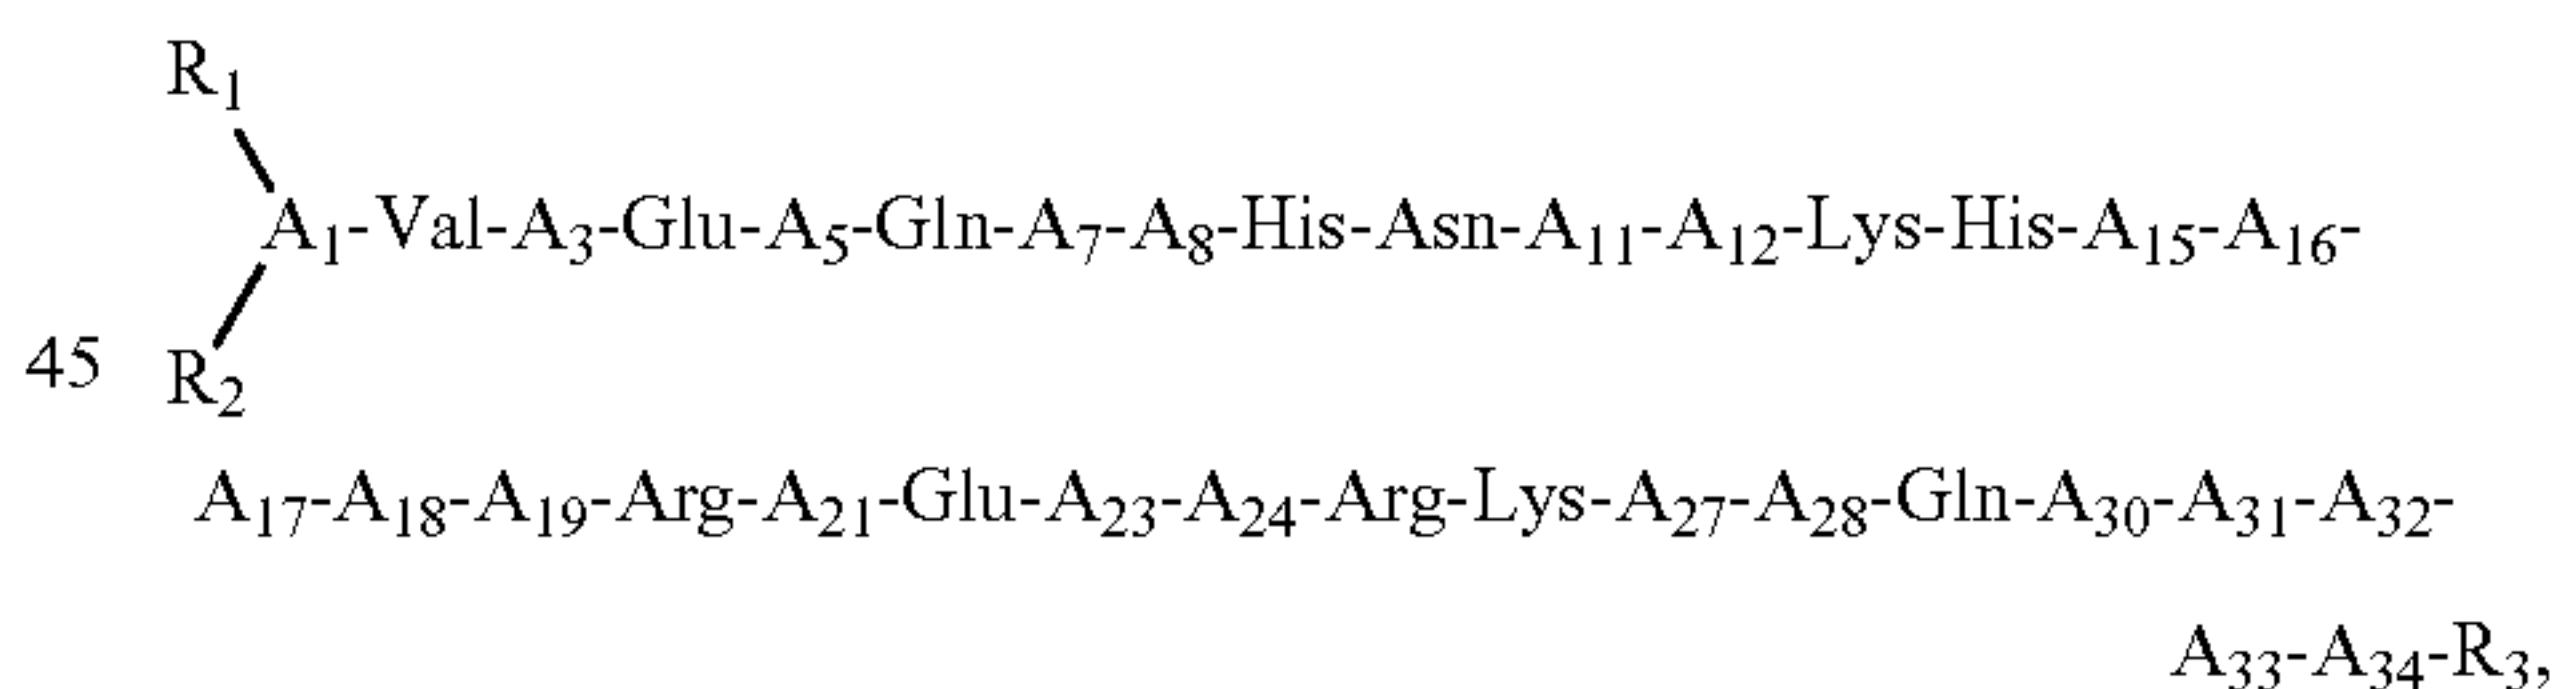 R₁
A₁-Val-A₃-Glu-A₅-Gln-A₇-A₈-His-Asn-A₁₁-A₁₂-Lys-His-A₁₅-A₁₆-
45 R₂
A₁₇-A₁₈-A₁₉-Arg-A₂₁-Glu-A₂₃-A₂₄-Arg-Lys-A₂₇-A₂₈-Gln-A₃₀-A₃₁-A₃₂-
A₃₃-A₃₄-R₃,